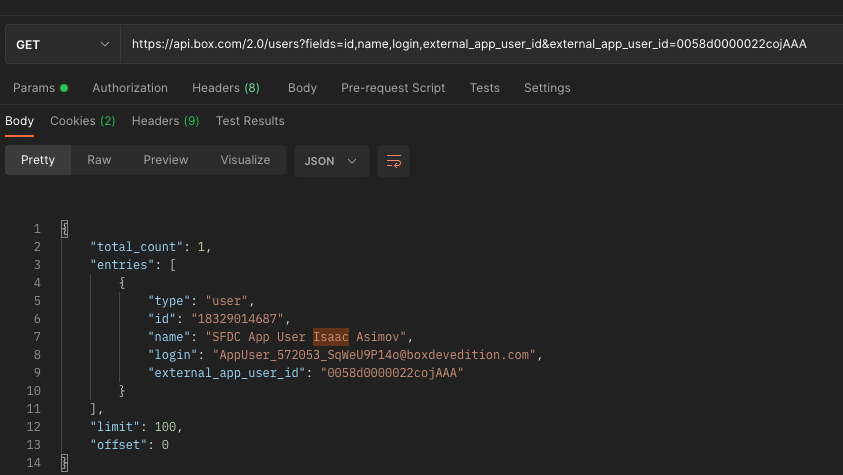 GET https://api.box.com/2.0/users?fields=id,name,login,external_app_user_id&external_app_user_id=0058d0000022cojAAA
Params Authorization Headers (8) Body Pre-request Script Tests Settings
Body Cookies (2) Headers (9) Test Results
Pretty Raw Preview Visualize JSON
1 {
2 "total_count": 1,
3 "entries": [
4 {
5 "type": "user",
6 "id": "18329014687",
7 "name": "SFDC App User Isaac Asimov",
8 "login": "AppUser_572053_SqWeU9P14o@boxdevedition.com",
9 "external_app_user_id": "0058d0000022cojAAA"
10 }
11 ],
12 "limit": 100,
13 "offset": 0
14 }